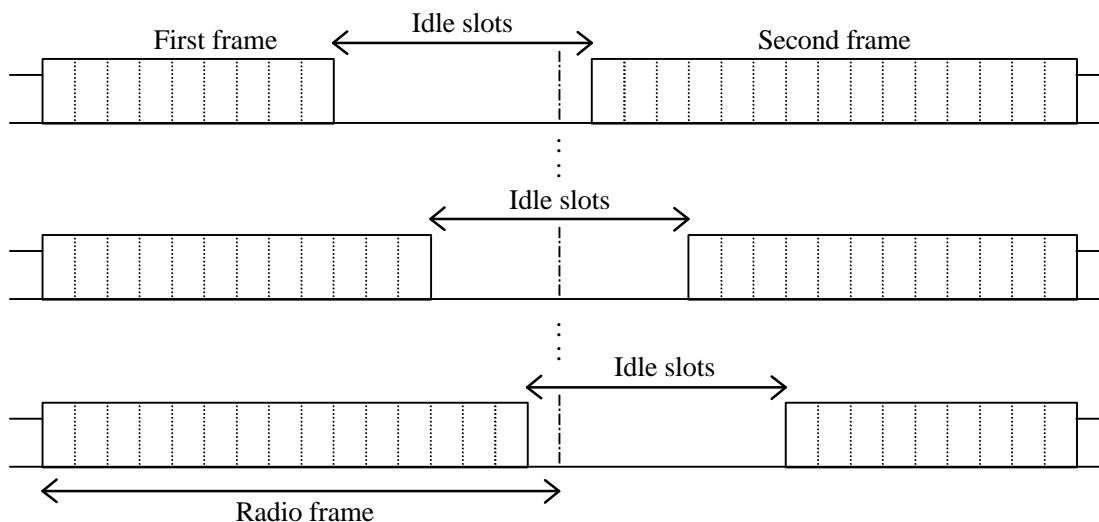 Idle slots
First frame
Second frame
Idle slots
Idle slots
Radio frame